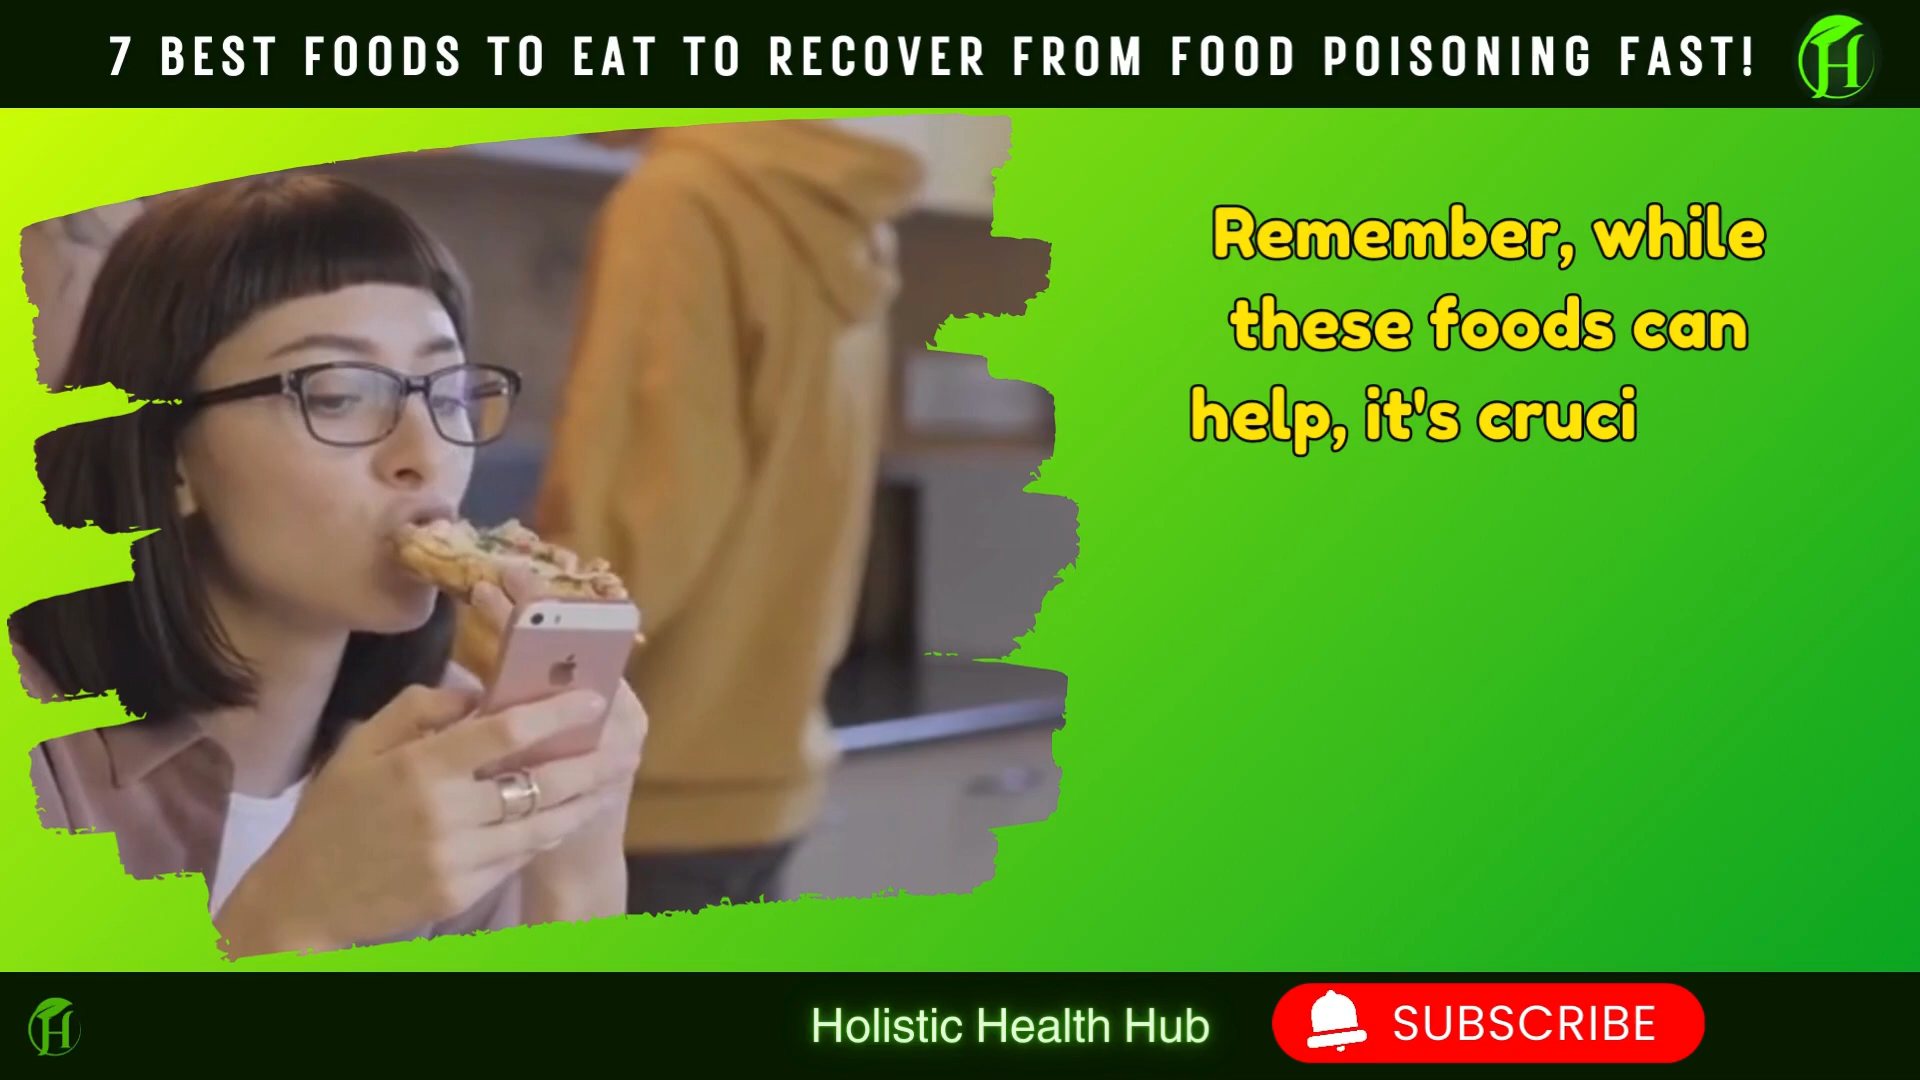 7 BEST FOODS TO EAT TO RECOVER FROM FOOD POISONING FAST!
H
Remember, while
these foods can
help, it's cruci
H
Holistic Health Hub
SUBSCRIBE